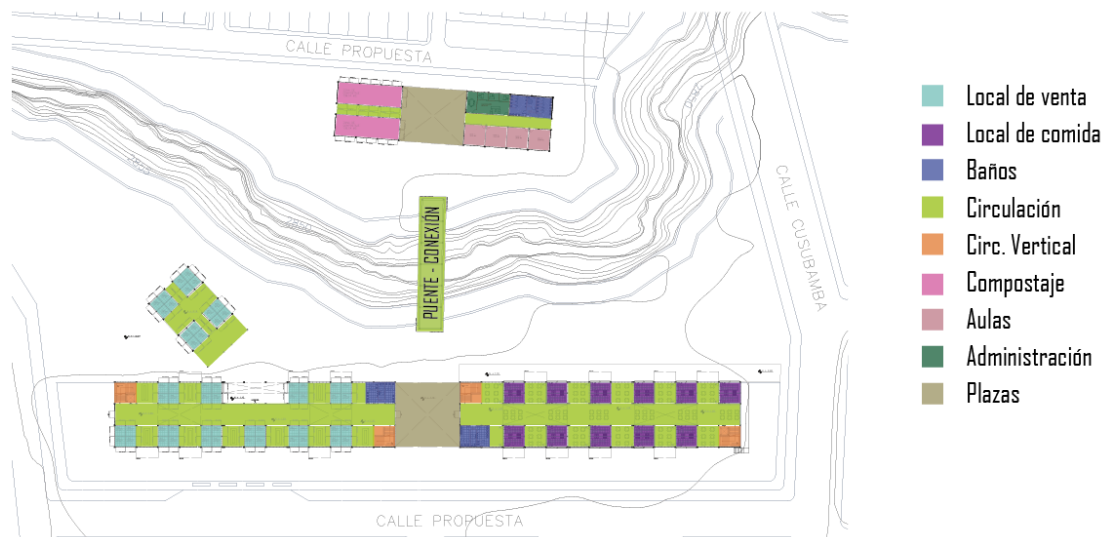 CALLE PROPUESTA
Local de venta
Local de comida
Baños
Circulación
Circ. Vertical
Compostaje
Aulas
Administración
Plazas
2855
CALLE CUSUBAMBA
PUENTE - CONEXIÓN
CALLE PROPUESTA